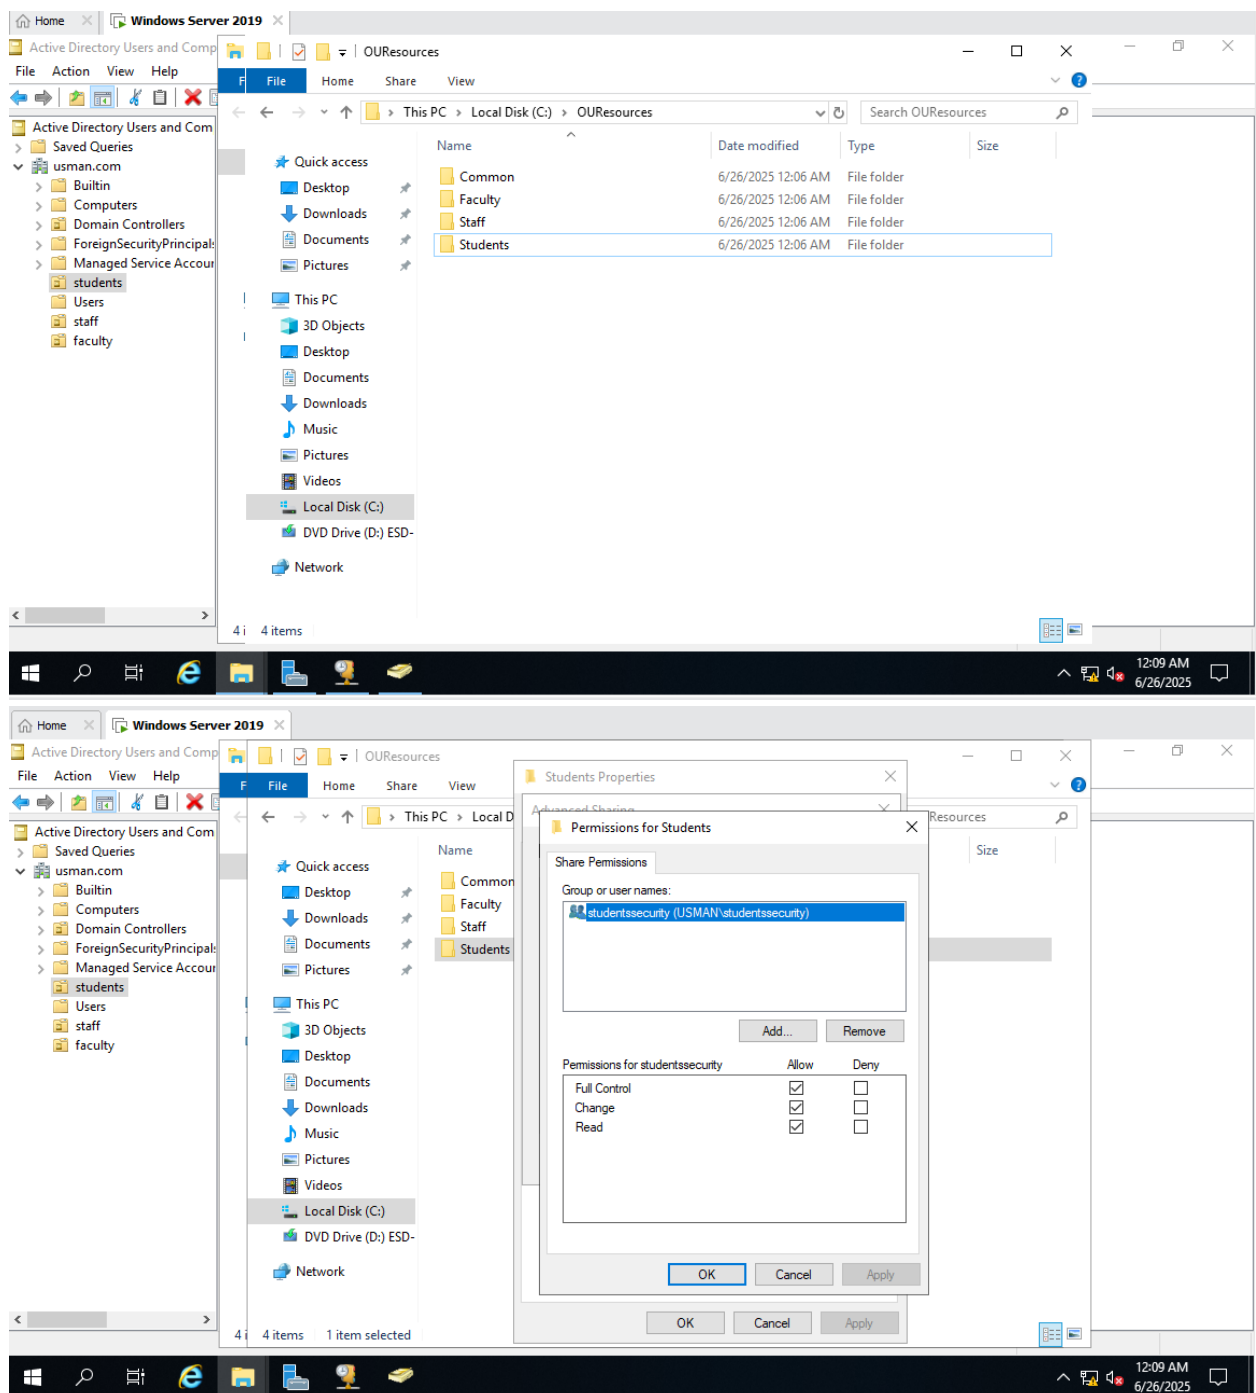 Home
Windows Server 2019
Active Directory Users and Comp
OUResources
File Action View Help
F
File Home Share View
This PC > Local Disk (C:) > OUResources
Search OUResources
Active Directory Users and Com
Saved Queries
usman.com
Builtin
Computers
Domain Controllers
ForeignSecurityPrincipals
Managed Service Accour
students
Users
staff
faculty
Quick access
Desktop
Downloads
Documents
Pictures
This PC
3D Objects
Desktop
Documents
Downloads
Music
Pictures
Videos
Local Disk (C:)
DVD Drive (D:) ESD-
Network
Name Date modified Type Size
Common 6/26/2025 12:06 AM File folder
Faculty 6/26/2025 12:06 AM File folder
Staff 6/26/2025 12:06 AM File folder
Students 6/26/2025 12:06 AM File folder
4 i
4 items
12:09 AM
6/26/2025
Home
Windows Server 2019
Active Directory Users and Comp
OUResources
File Action View Help
F
File Home Share View
This PC > Local D
Resources
Active Directory Users and Com
Saved Queries
usman.com
Builtin
Computers
Domain Controllers
ForeignSecurityPrincipals
Managed Service Accour
students
Users
staff
faculty
Quick access
Desktop
Downloads
Documents
Pictures
This PC
3D Objects
Desktop
Documents
Downloads
Music
Pictures
Videos
Local Disk (C:)
DVD Drive (D:) ESD-
Network
Name
Size
Common
Faculty
Staff
Students
Students Properties
Advanced Sharing
Permissions for Students
Share Permissions
Group or user names:
studentssecurity (USMAN\studentssecurity)
Add... Remove
Permissions for studentssecurity Allow Deny
Full Control
Change
Read
OK Cancel Apply
OK Cancel Apply
4 i
4 items 1 item selected
12:09 AM
6/26/2025